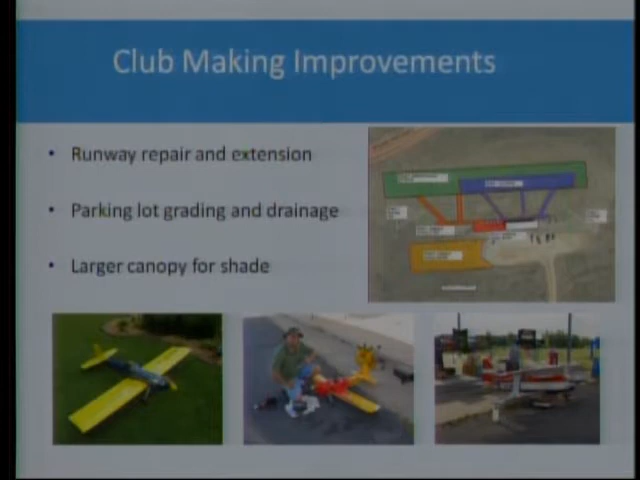 Club Making Improvements
• Runway repair and extension
• Parking lot grading and drainage
• Larger canopy for shade